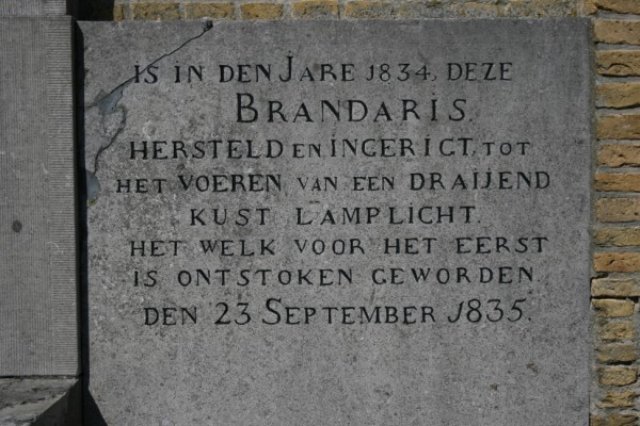 IS IN DEN JARE 1834, DEZE
BRANDARIS.
HERSTELD EN INGERICT, TOT
HET VOEREN, VAN EEN DRAIJEND
KUST LAMPLICHT.
HET WELK VOOR HET EERST
IS ONTSTOKEN GEWORDEN
DEN 23 SEPTEMBER 1835.